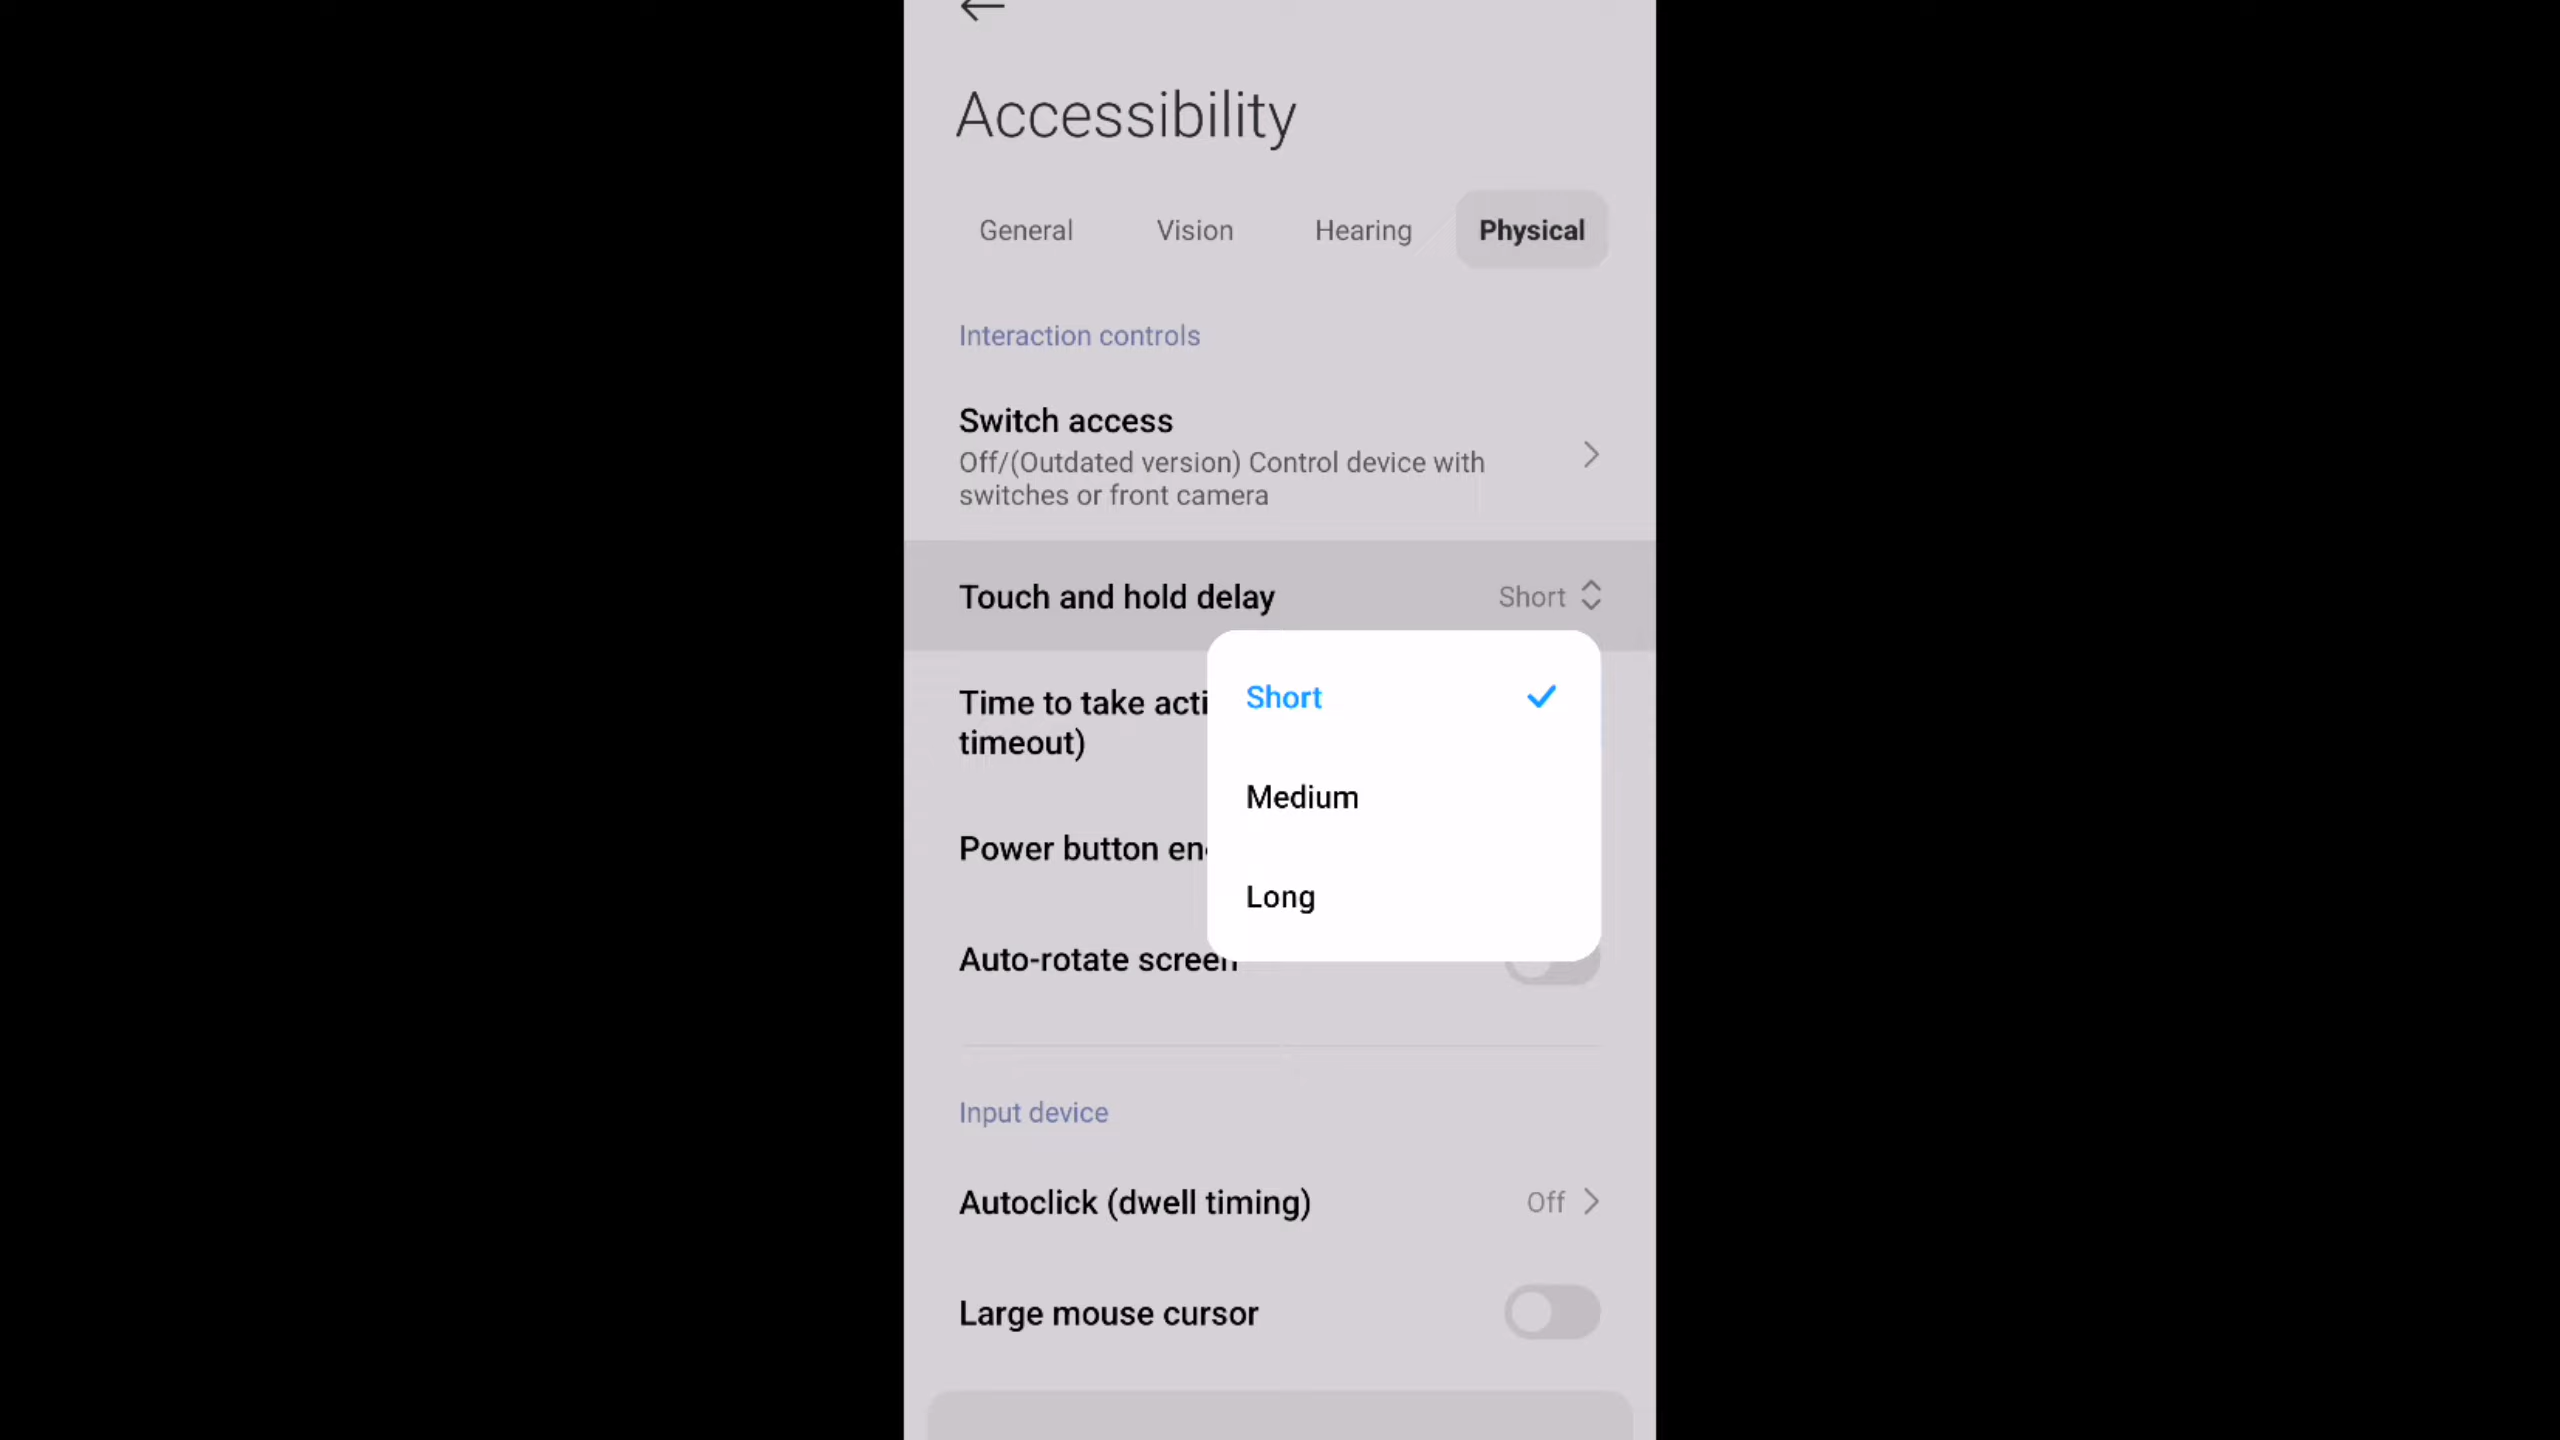 Accessibility
General Vision Hearing Physical
Interaction controls
Switch access
Off/(Outdated version) Control device with
switches or front camera
Touch and hold delay Short
Short
Time to take
timeout)
Medium
Power button
Long
Auto-rotate screen
Input device
Autoclick (dwell timing) Off
Large mouse cursor